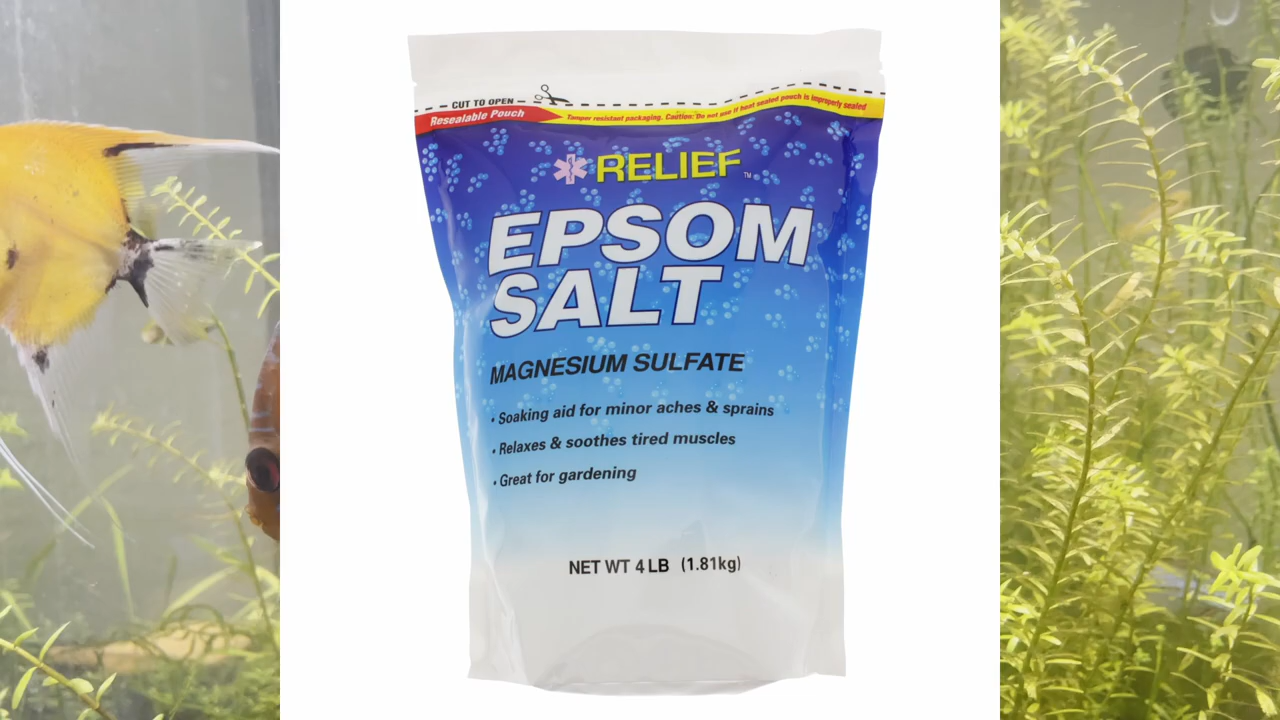 CUT TO OPEN
Resealable Pouch
Tamper resistant packaging. Caution: Do not use if heat sealed pouch is improperly sealed
RELIEF
TM
EPSOM
SALT
MAGNESIUM SULFATE
• Soaking aid for minor aches & sprains
• Relaxes & soothes tired muscles
• Great for gardening
NET WT 4 LB (1.81kg)